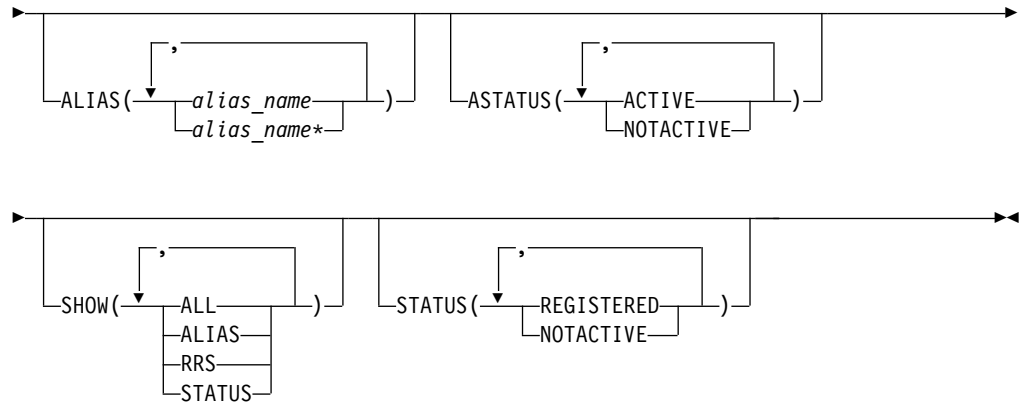 , ,
ALIAS( alias_name ) ASTATUS( ACTIVE )
alias_name* NOTACTIVE
, ,
SHOW( ALL ) STATUS( REGISTERED )
ALIAS NOTACTIVE
RRS
STATUS